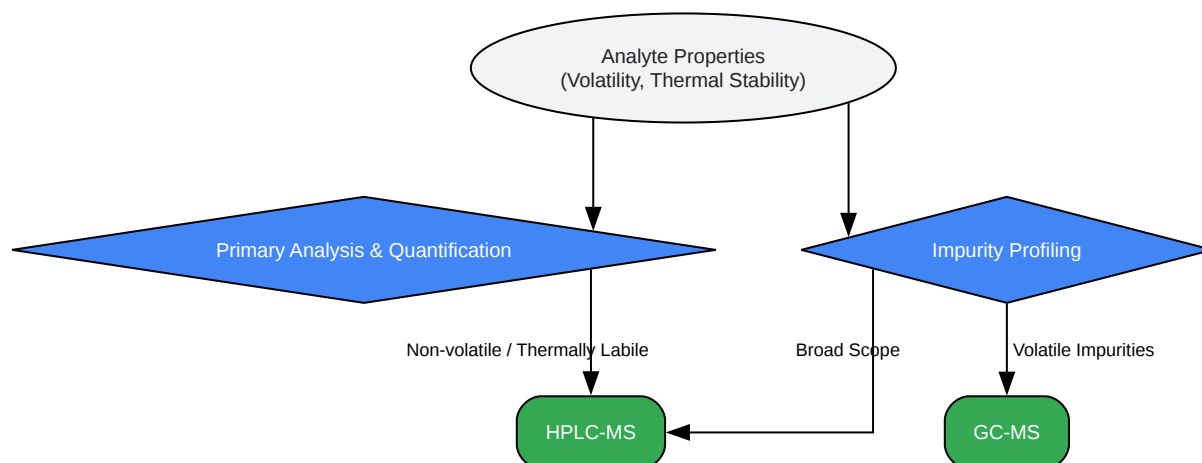 Analyte Properties
(Volatility, Thermal Stability)
Primary Analysis & Quantification
Impurity Profiling
Non-volatile / Thermally Labile
Broad Scope
Volatile Impurities
HPLC-MS
GC-MS